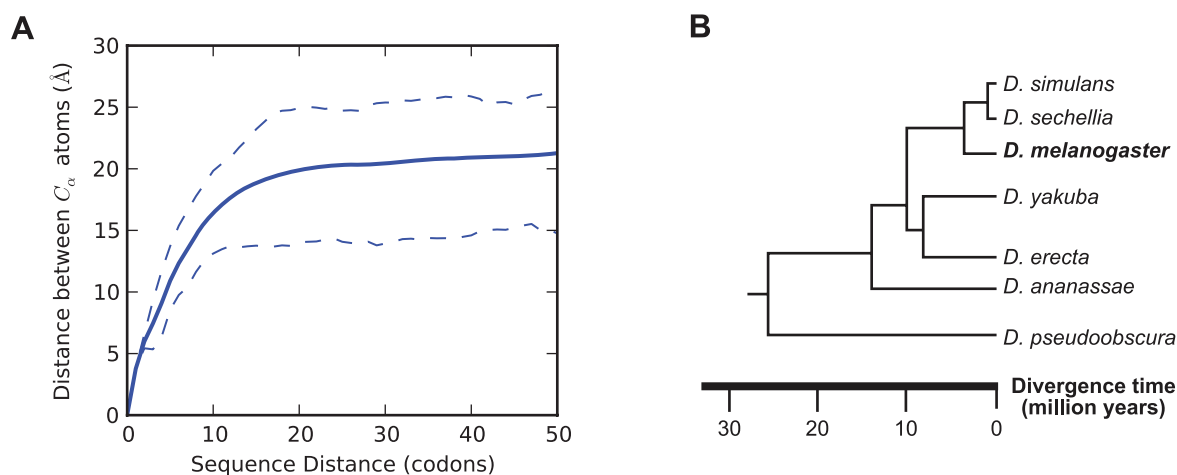 A
30
25
20
15
10
5
0
Distance between Cα atoms (Å)
0 10 20 30 40 50
Sequence Distance (codons)
B
D. simulans
D. sechellia
D. melanogaster
D. yakuba
D. erecta
D. ananassae
D. pseudoobscura
Divergence time
(million years)
30 20 10 0